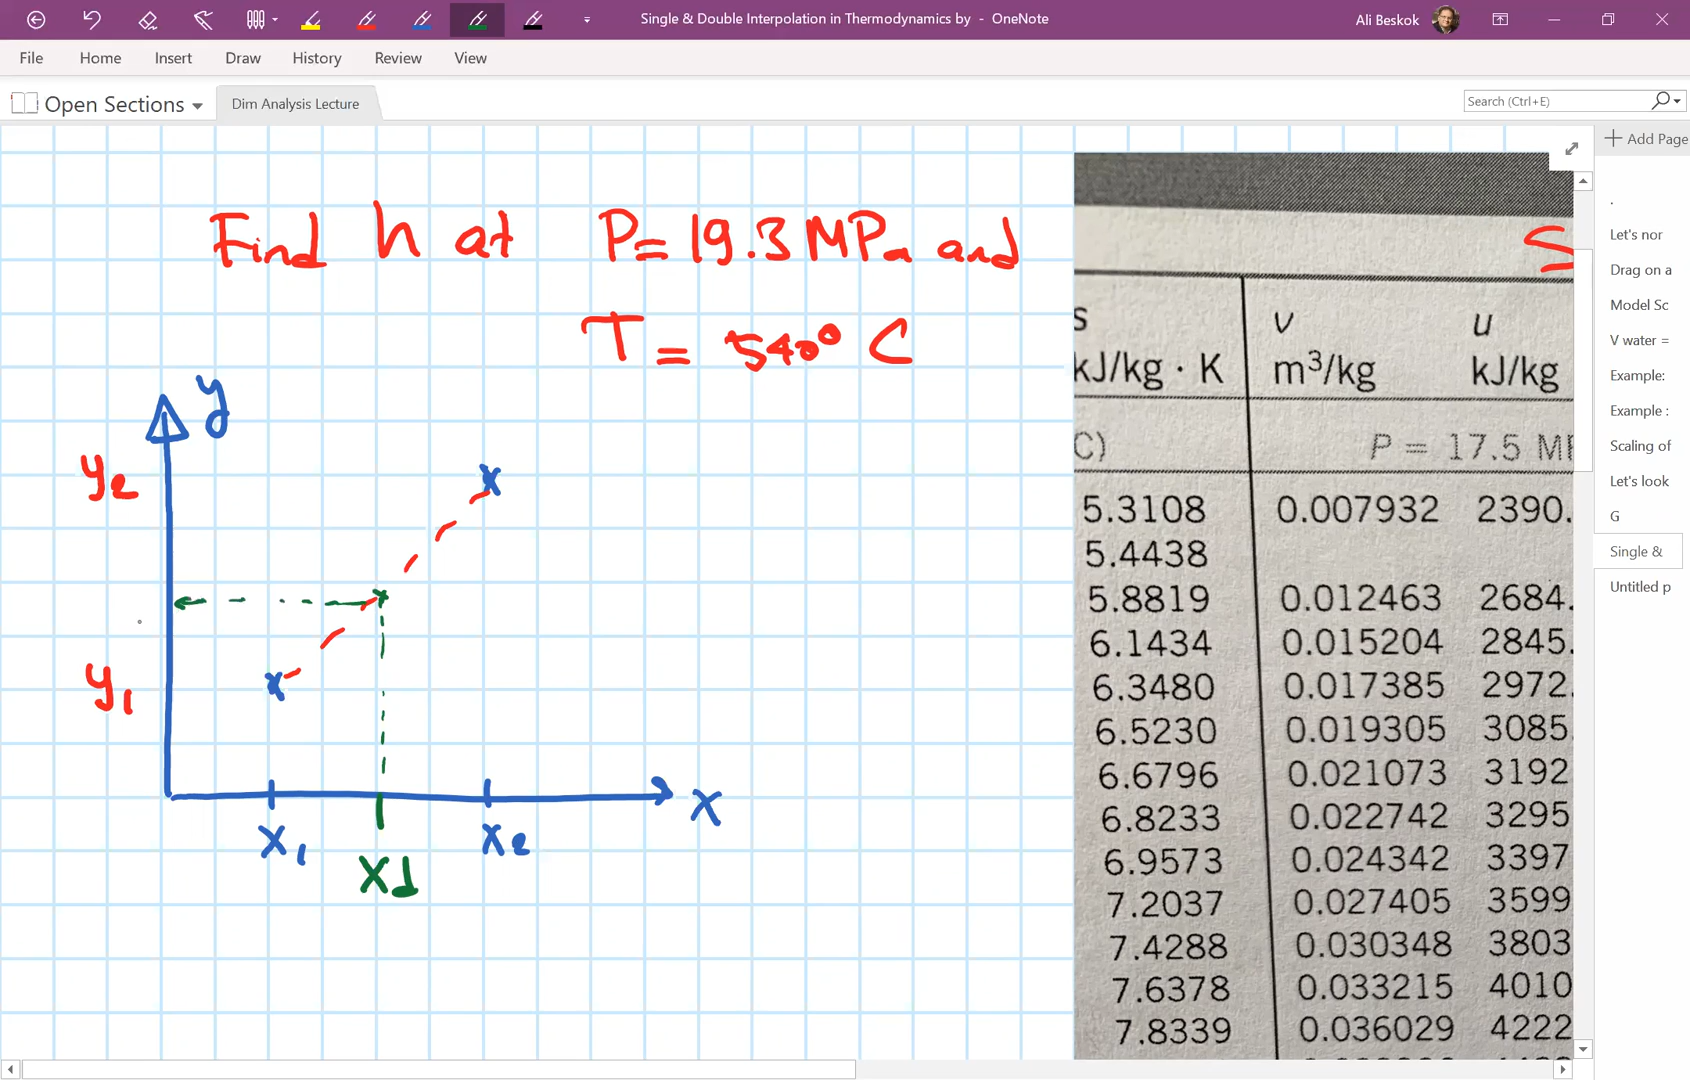 Single & Double Interpolation in Thermodynamics by - OneNote
Ali Beskok
File Home Insert Draw History Review View
Open Sections
Dim Analysis Lecture
Search (Ctrl+E)
Add Page
.
Let's nor
Drag on a
Model Sc
V water =
Example:
Example :
Scaling of
Let's look
G
Single &
Untitled p
Find h at P= 19.3 MPa and
T = 540° C
y
y2
y1
x1
xd
x2
x
S
s v u
kJ/kg · K m³/kg kJ/kg
C) P = 17.5 MP
5.3108 0.007932 2390.
5.4438
5.8819 0.012463 2684.
6.1434 0.015204 2845.
6.3480 0.017385 2972.
6.5230 0.019305 3085.
6.6796 0.021073 3192
6.8233 0.022742 3295
6.9573 0.024342 3397
7.2037 0.027405 3599
7.4288 0.030348 3803
7.6378 0.033215 4010
7.8339 0.036029 4222